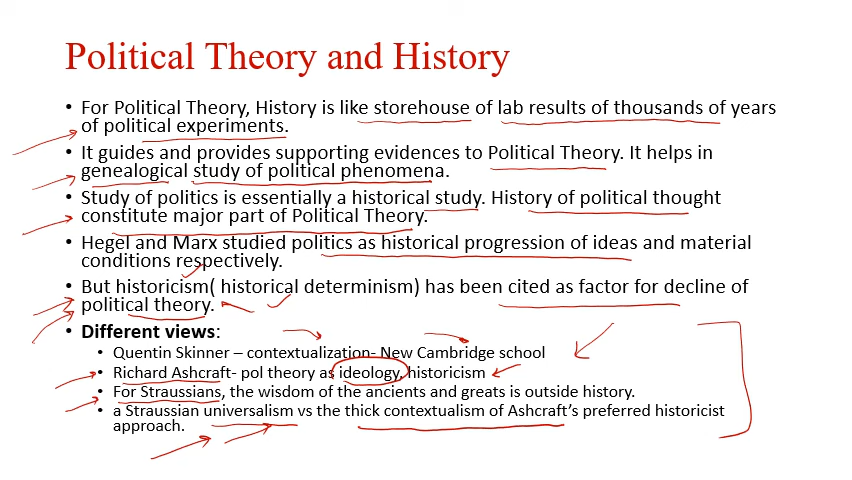 Political Theory and History
• For Political Theory, History is like storehouse of lab results of thousands of years
of political experiments.
• It guides and provides supporting evidences to Political Theory. It helps in
genealogical study of political phenomena.
• Study of politics is essentially a historical study. History of political thought
constitute major part of Political Theory.
• Hegel and Marx studied politics as historical progression of ideas and material
conditions respectively.
• But historicism( historical determinism) has been cited as factor for decline of
political theory.
• Different views:
• Quentin Skinner – contextualization- New Cambridge school
• Richard Ashcraft- pol theory as ideology, historicism
• For Straussians, the wisdom of the ancients and greats is outside history.
• a Straussian universalism vs the thick contextualism of Ashcraft’s preferred historicist
approach.